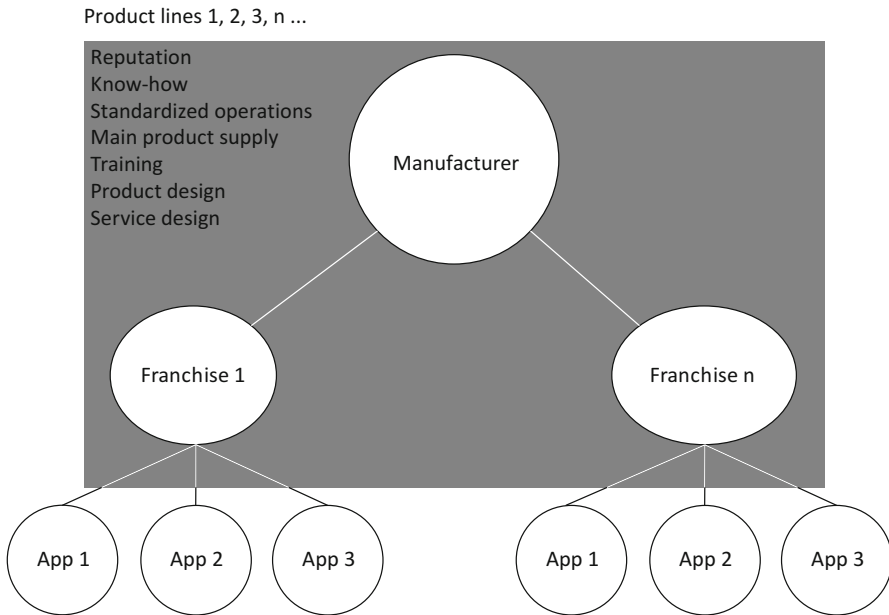 Product lines 1, 2, 3, n ...
Reputation
Know-how
Standardized operations
Main product supply
Training
Product design
Service design
Manufacturer
Franchise 1
Franchise n
App 1
App 2
App 3
App 1
App 2
App 3